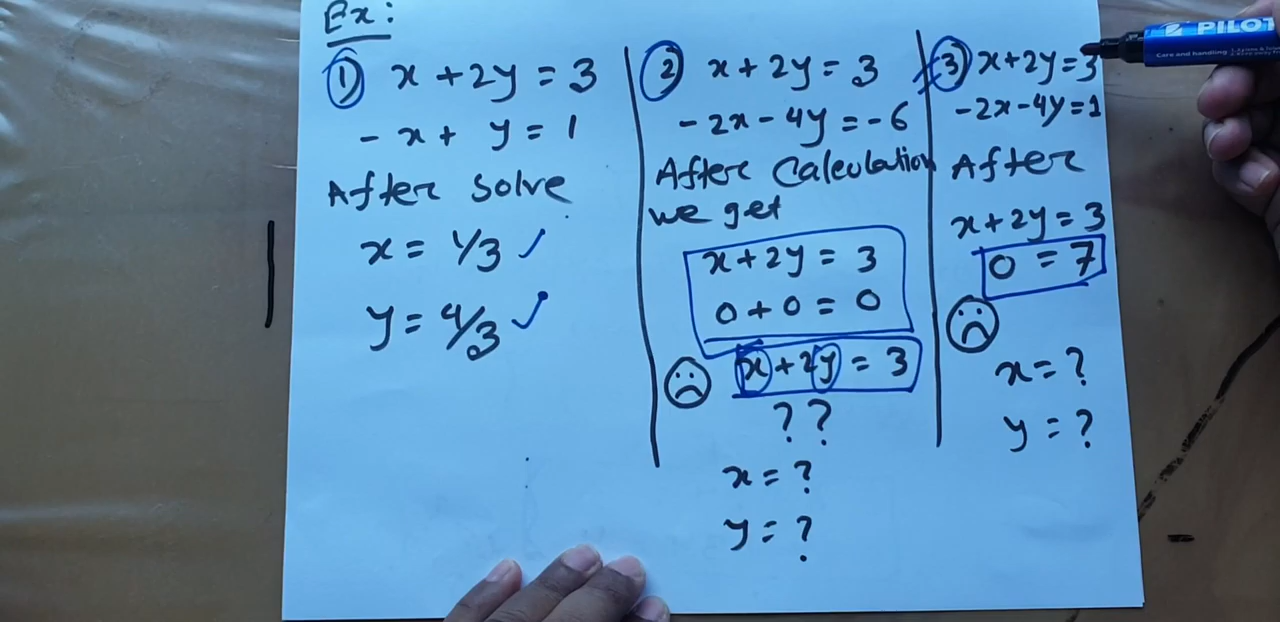 Ex:
① x + 2y = 3
- x + y = 1
After Solve
x = 1/3 ✓
y = 4/3 ✓
② x + 2y = 3
- 2x - 4y = - 6
After Calculation
we get
x + 2y = 3
0 + 0 = 0
x + 2y = 3
? ?
x = ?
y = ?
③ x + 2y = 3
- 2x - 4y = 1
After
x + 2y = 3
0 = 7
x = ?
y = ?
PILOT